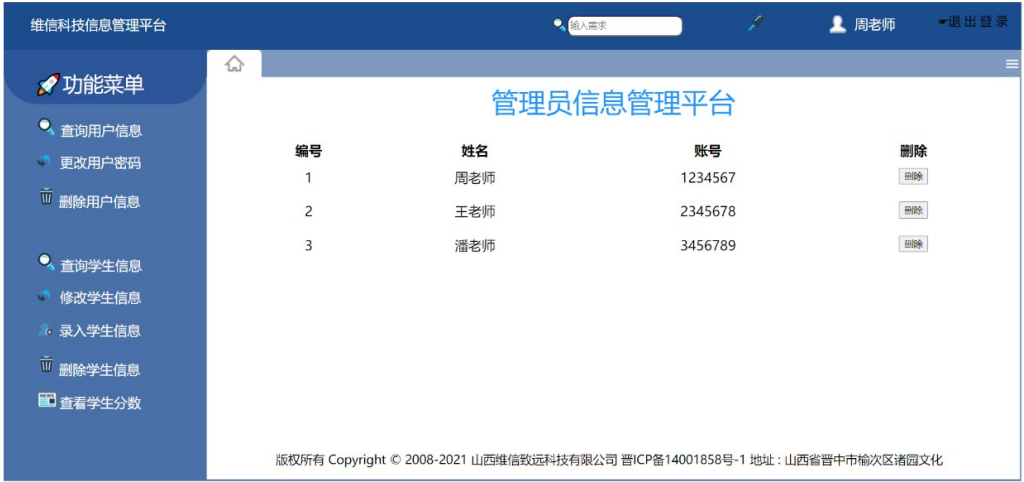 维信科技信息管理平台
输入需求
周老师
退出登录
功能菜单
查询用户信息
更改用户密码
删除用户信息
查询学生信息
修改学生信息
录入学生信息
删除学生信息
NEWS 查看学生分数
管理员信息管理平台
编号 姓名 账号 删除
1 周老师 1234567 删除
2 王老师 2345678 删除
3 潘老师 3456789 删除
版权所有 Copyright © 2008-2021 山西维信致远科技有限公司 晋ICP备14001858号-1 地址：山西省晋中市榆次区诸园文化